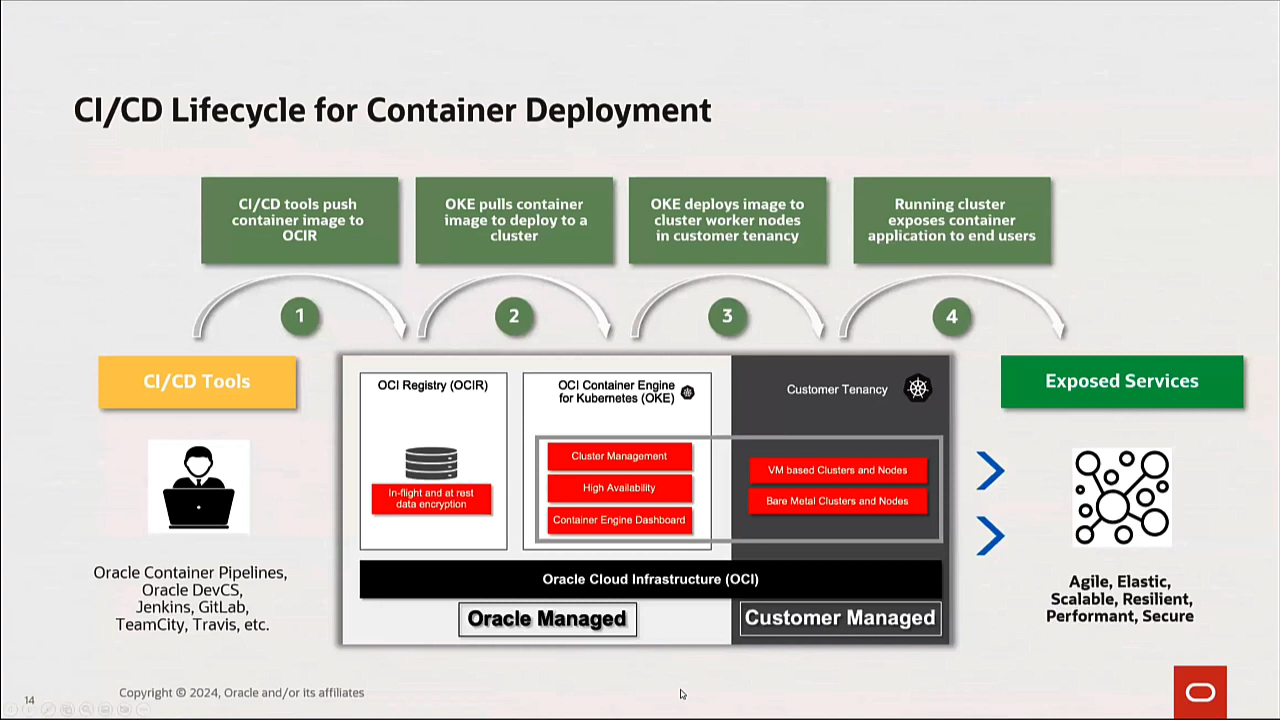 CI/CD Lifecycle for Container Deployment
CI/CD tools push
container image to
OCIR
OKE pulls container
image to deploy to a
cluster
OKE deploys image to
cluster worker nodes
in customer tenancy
Running cluster
exposes container
application to end users
1
2
3
4
CI/CD Tools
Oracle Container Pipelines,
Oracle DevCS,
Jenkins, GitLab,
TeamCity, Travis, etc.
OCI Registry (OCIR)
In-flight and at rest
data encryption
OCI Container Engine
for Kubernetes (OKE)
Cluster Management
High Availability
Container Engine Dashboard
Customer Tenancy
VM based Clusters and Nodes
Bare Metal Clusters and Nodes
Oracle Cloud Infrastructure (OCI)
Oracle Managed
Customer Managed
Exposed Services
Agile, Elastic,
Scalable, Resilient,
Performant, Secure
14
Copyright © 2024, Oracle and/or its affiliates